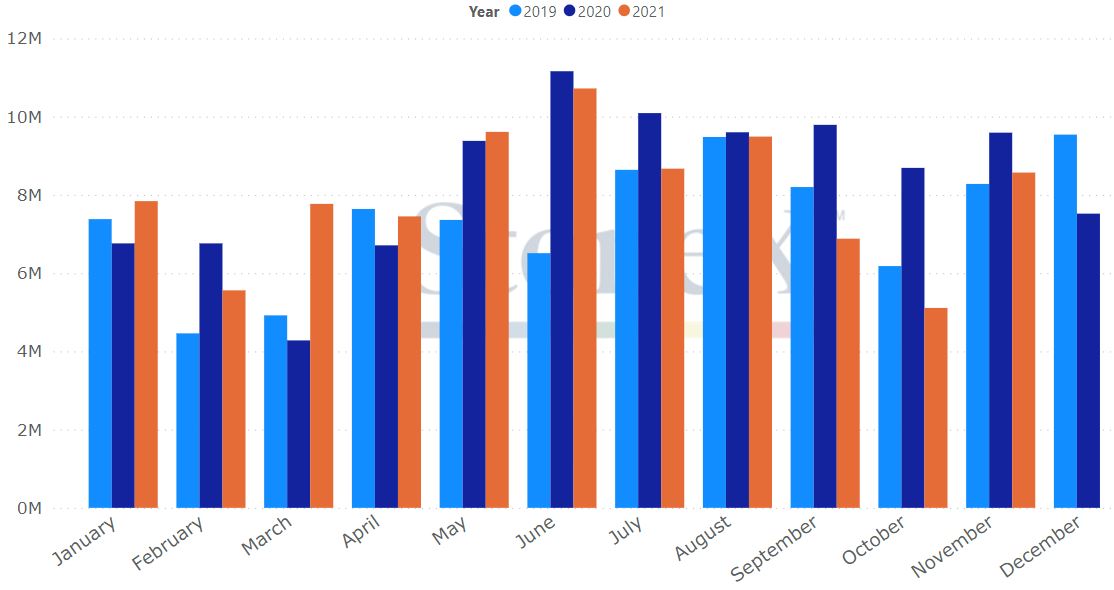 Year 2019 2020 2021
12M
10M
8M
6M
4M
2M
0M
January February March April May June July August September October November December